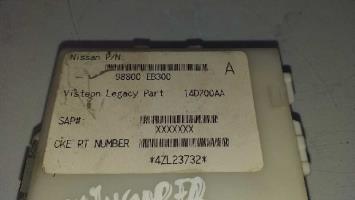 Nissan P/N:
98800 EB300 A
Visteon Legacy Part 14D700AA
SAP#:
XXXXXXX
CKE RT NUMBER
*4ZL23732*